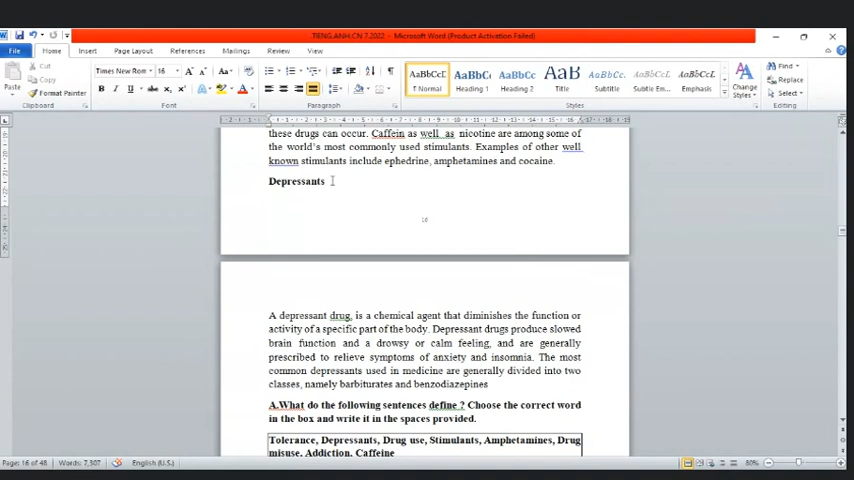 TIENG.ANH.CN 7.2022 - Microsoft Word (Product Activation Failed)
File Home Insert Page Layout References Mailings Review View
Paste
Cut
Copy
Format Painter
Clipboard
Times New Rom 16
Font
Paragraph
AaBbCcI AaBbCc AaBbCc AaB AaBbCc. AaBbCcI AaBbCcL
¶ Normal Heading 1 Heading 2 Title Subtitle Subtle Em... Emphasis
Change Styles
Styles
Find
Replace
Select
Editing
these drugs can occur. Caffein as well as nicotine are among some of
the world's most commonly used stimulants. Examples of other well
known stimulants include ephedrine, amphetamines and cocaine.
Depressants
16
A depressant drug, is a chemical agent that diminishes the function or
activity of a specific part of the body. Depressant drugs produce slowed
brain function and a drowsy or calm feeling, and are generally
prescribed to relieve symptoms of anxiety and insomnia. The most
common depressants used in medicine are generally divided into two
classes, namely barbiturates and benzodiazepines
A.What do the following sentences define ? Choose the correct word
in the box and write it in the spaces provided.
Tolerance, Depressants, Drug use, Stimulants, Amphetamines, Drug
misuse, Addiction, Caffeine
Page: 16 of 48 Words: 7,307 English (U.S.) 80%